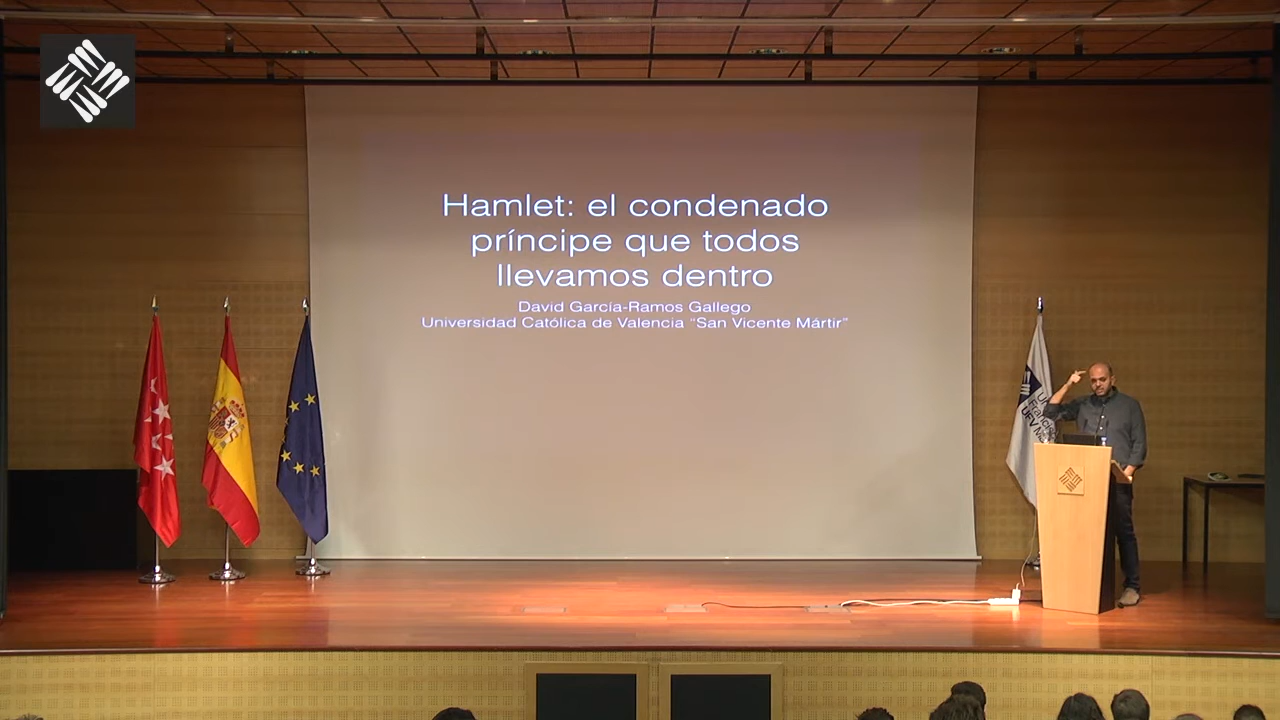 Hamlet: el condenado
príncipe que todos
llevamos dentro
David García-Ramos Gallego
Universidad Católica de Valencia "San Vicente Mártir"